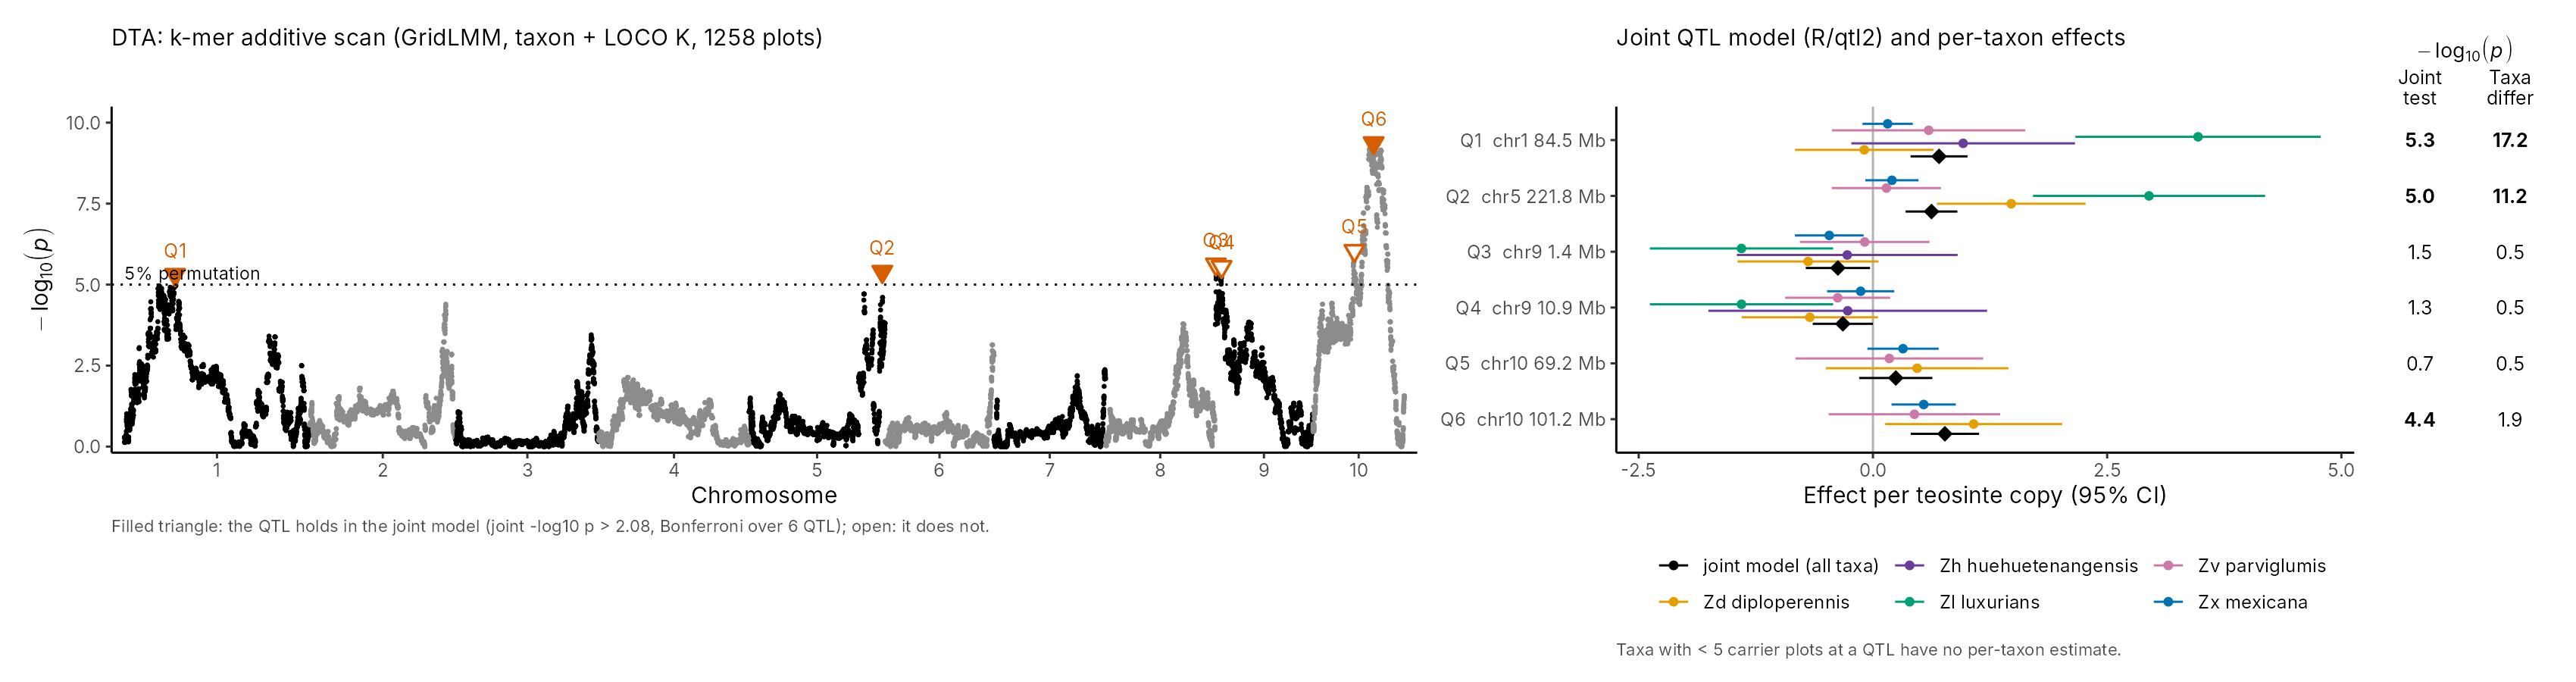 DTA: k-mer additive scan (GridLMM, taxon + LOCO K, 1258 plots)
−log10(p)
10.0
7.5
5.0
2.5
0.0
5% permutation
Q1
Q2
Q3
Q4
Q5
Q6
1 2 3 4 5 6 7 8 9 10
Chromosome
Filled triangle: the QTL holds in the joint model (joint -log10 p > 2.08, Bonferroni over 6 QTL); open: it does not.
Joint QTL model (R/qtl2) and per-taxon effects
−log10(p)
Joint test
Taxa differ
Q1 chr1 84.5 Mb 5.3 17.2
Q2 chr5 221.8 Mb 5.0 11.2
Q3 chr9 1.4 Mb 1.5 0.5
Q4 chr9 10.9 Mb 1.3 0.5
Q5 chr10 69.2 Mb 0.7 0.5
Q6 chr10 101.2 Mb 4.4 1.9
-2.5 0.0 2.5 5.0
Effect per teosinte copy (95% CI)
joint model (all taxa) Zh huehuetenangensis Zv parviglumis
Zd diploperennis Zl luxurians Zx mexicana
Taxa with < 5 carrier plots at a QTL have no per-taxon estimate.